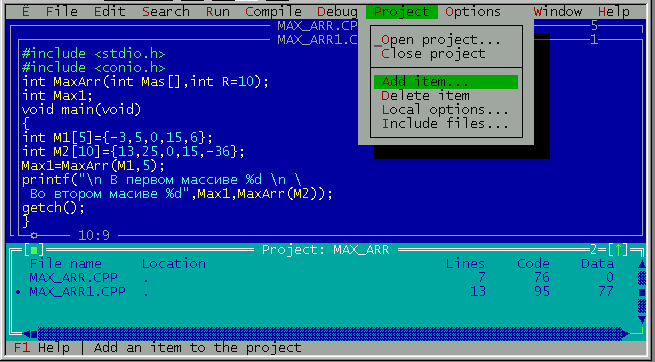 Ë File Edit Search Run Compile Debug Project Options Window Help
MAX_ARR.CPP 5
MAX_ARR1.C 1
Open project...
Close project
Add item...
Delete item
Local options...
Include files...
#include <stdio.h>
#include <conio.h>
int MaxArr(int Mas[],int R=10);
int Max1;
void main(void)
{
int M1[5]={-3,5,0,15,6};
int M2[10]={13,25,0,15,-36};
Max1=MaxArr(M1,5);
printf("\n В первом массиве %d \n \
Во втором масиве %d",Max1,MaxArr(M2));
getch();
}
10:9
Project: MAX_ARR 2=[↑]
File name Location Lines Code Data
MAX_ARR.CPP . 7 76 0
• MAX_ARR1.CPP . 13 95 77
F1 Help | Add an item to the project